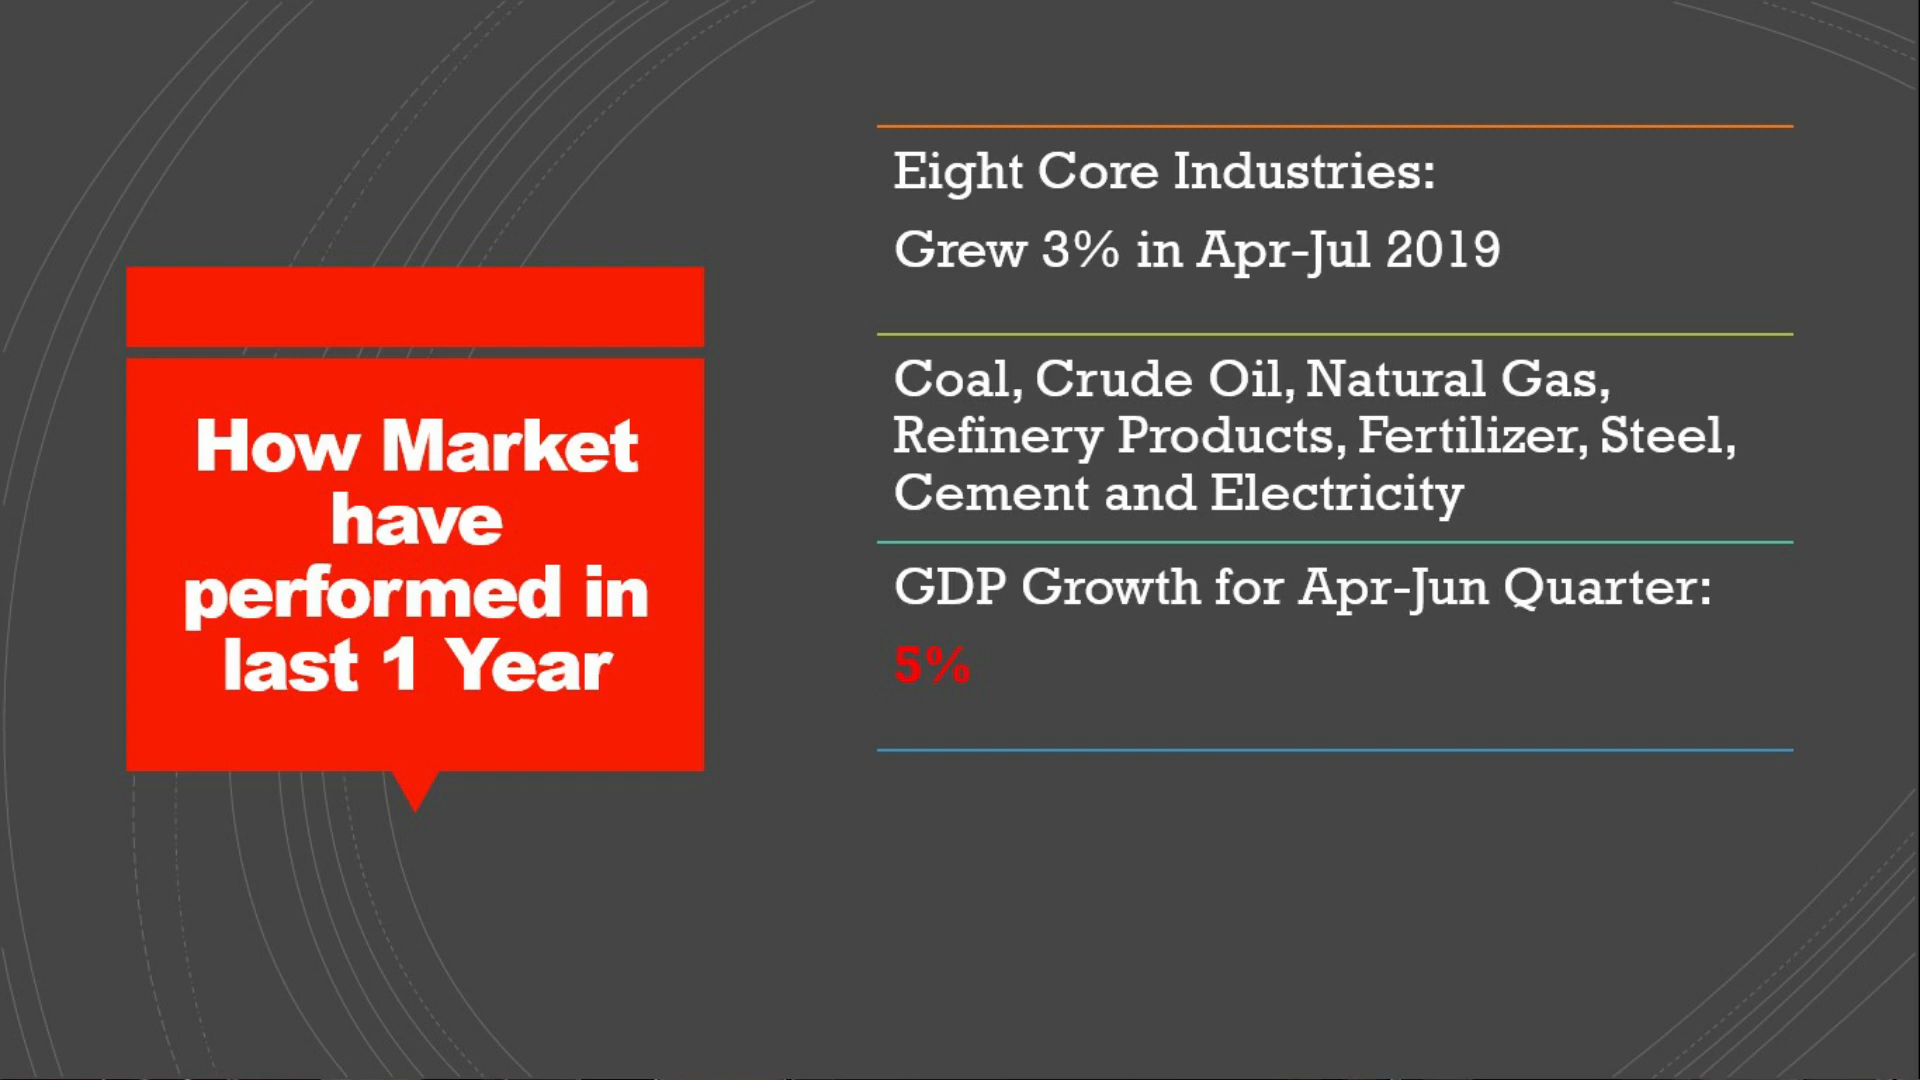 How Market
have
performed in
last 1 Year
Eight Core Industries:
Grew 3% in Apr-Jul 2019
Coal, Crude Oil, Natural Gas,
Refinery Products, Fertilizer, Steel,
Cement and Electricity
GDP Growth for Apr-Jun Quarter:
5%